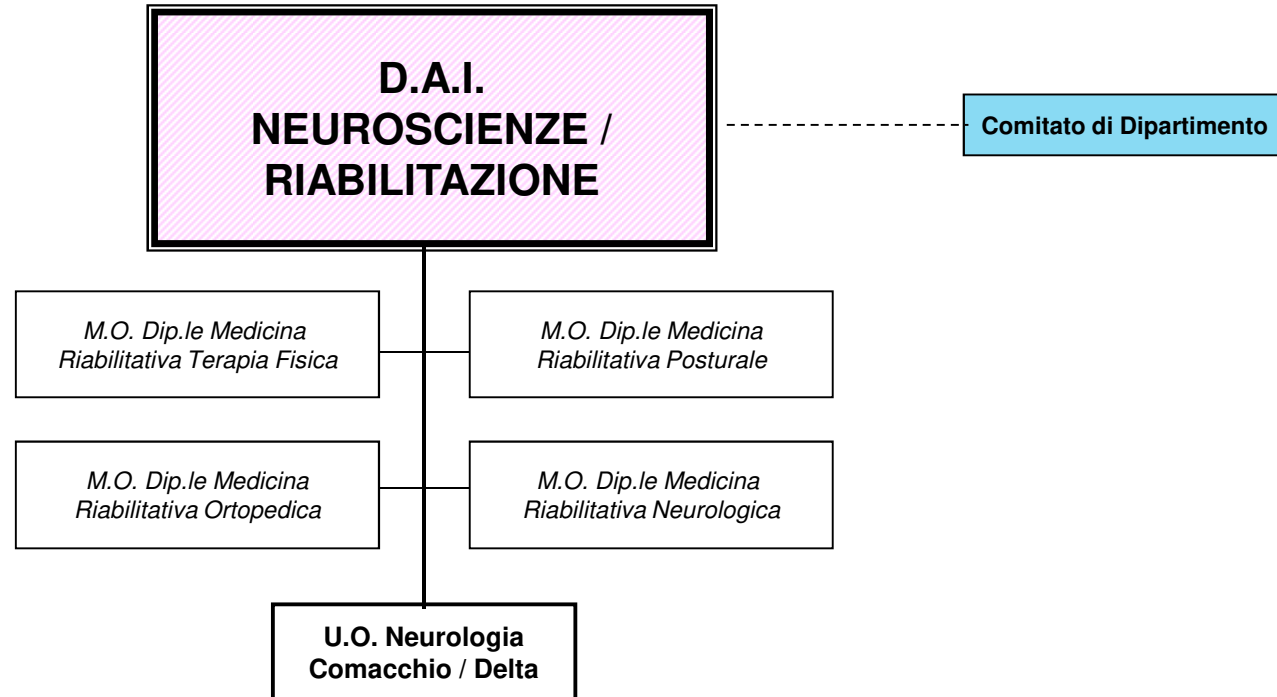 D.A.I.
NEUROSCIENZE /
RIABILITAZIONE
Comitato di Dipartimento
M.O. Dip.le Medicina
Riabilitativa Terapia Fisica
M.O. Dip.le Medicina
Riabilitativa Posturale
M.O. Dip.le Medicina
Riabilitativa Ortopedica
M.O. Dip.le Medicina
Riabilitativa Neurologica
U.O. Neurologia
Comacchio / Delta